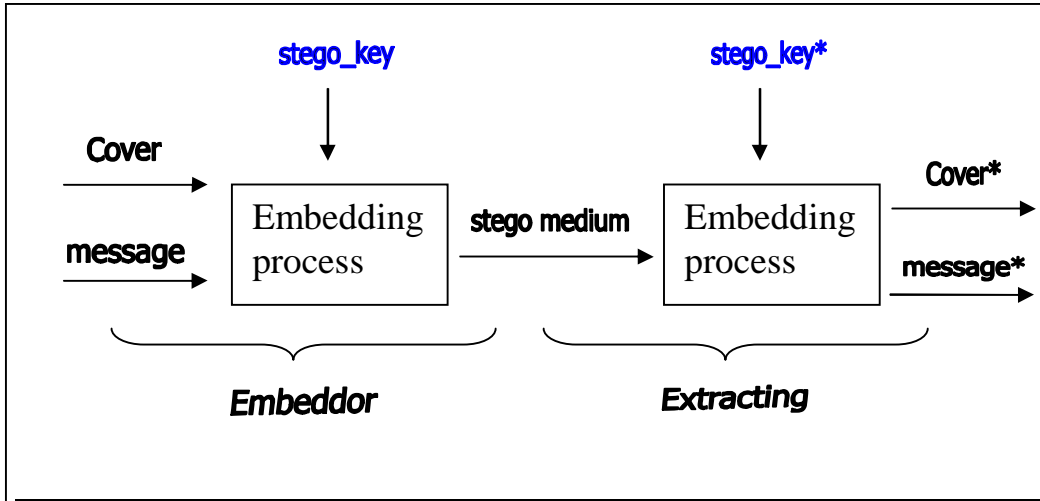 stego_key
stego_key*
Cover
message
Embedding
process
stego medium
Embedding
process
Cover*
message*
Embeddor
Extracting